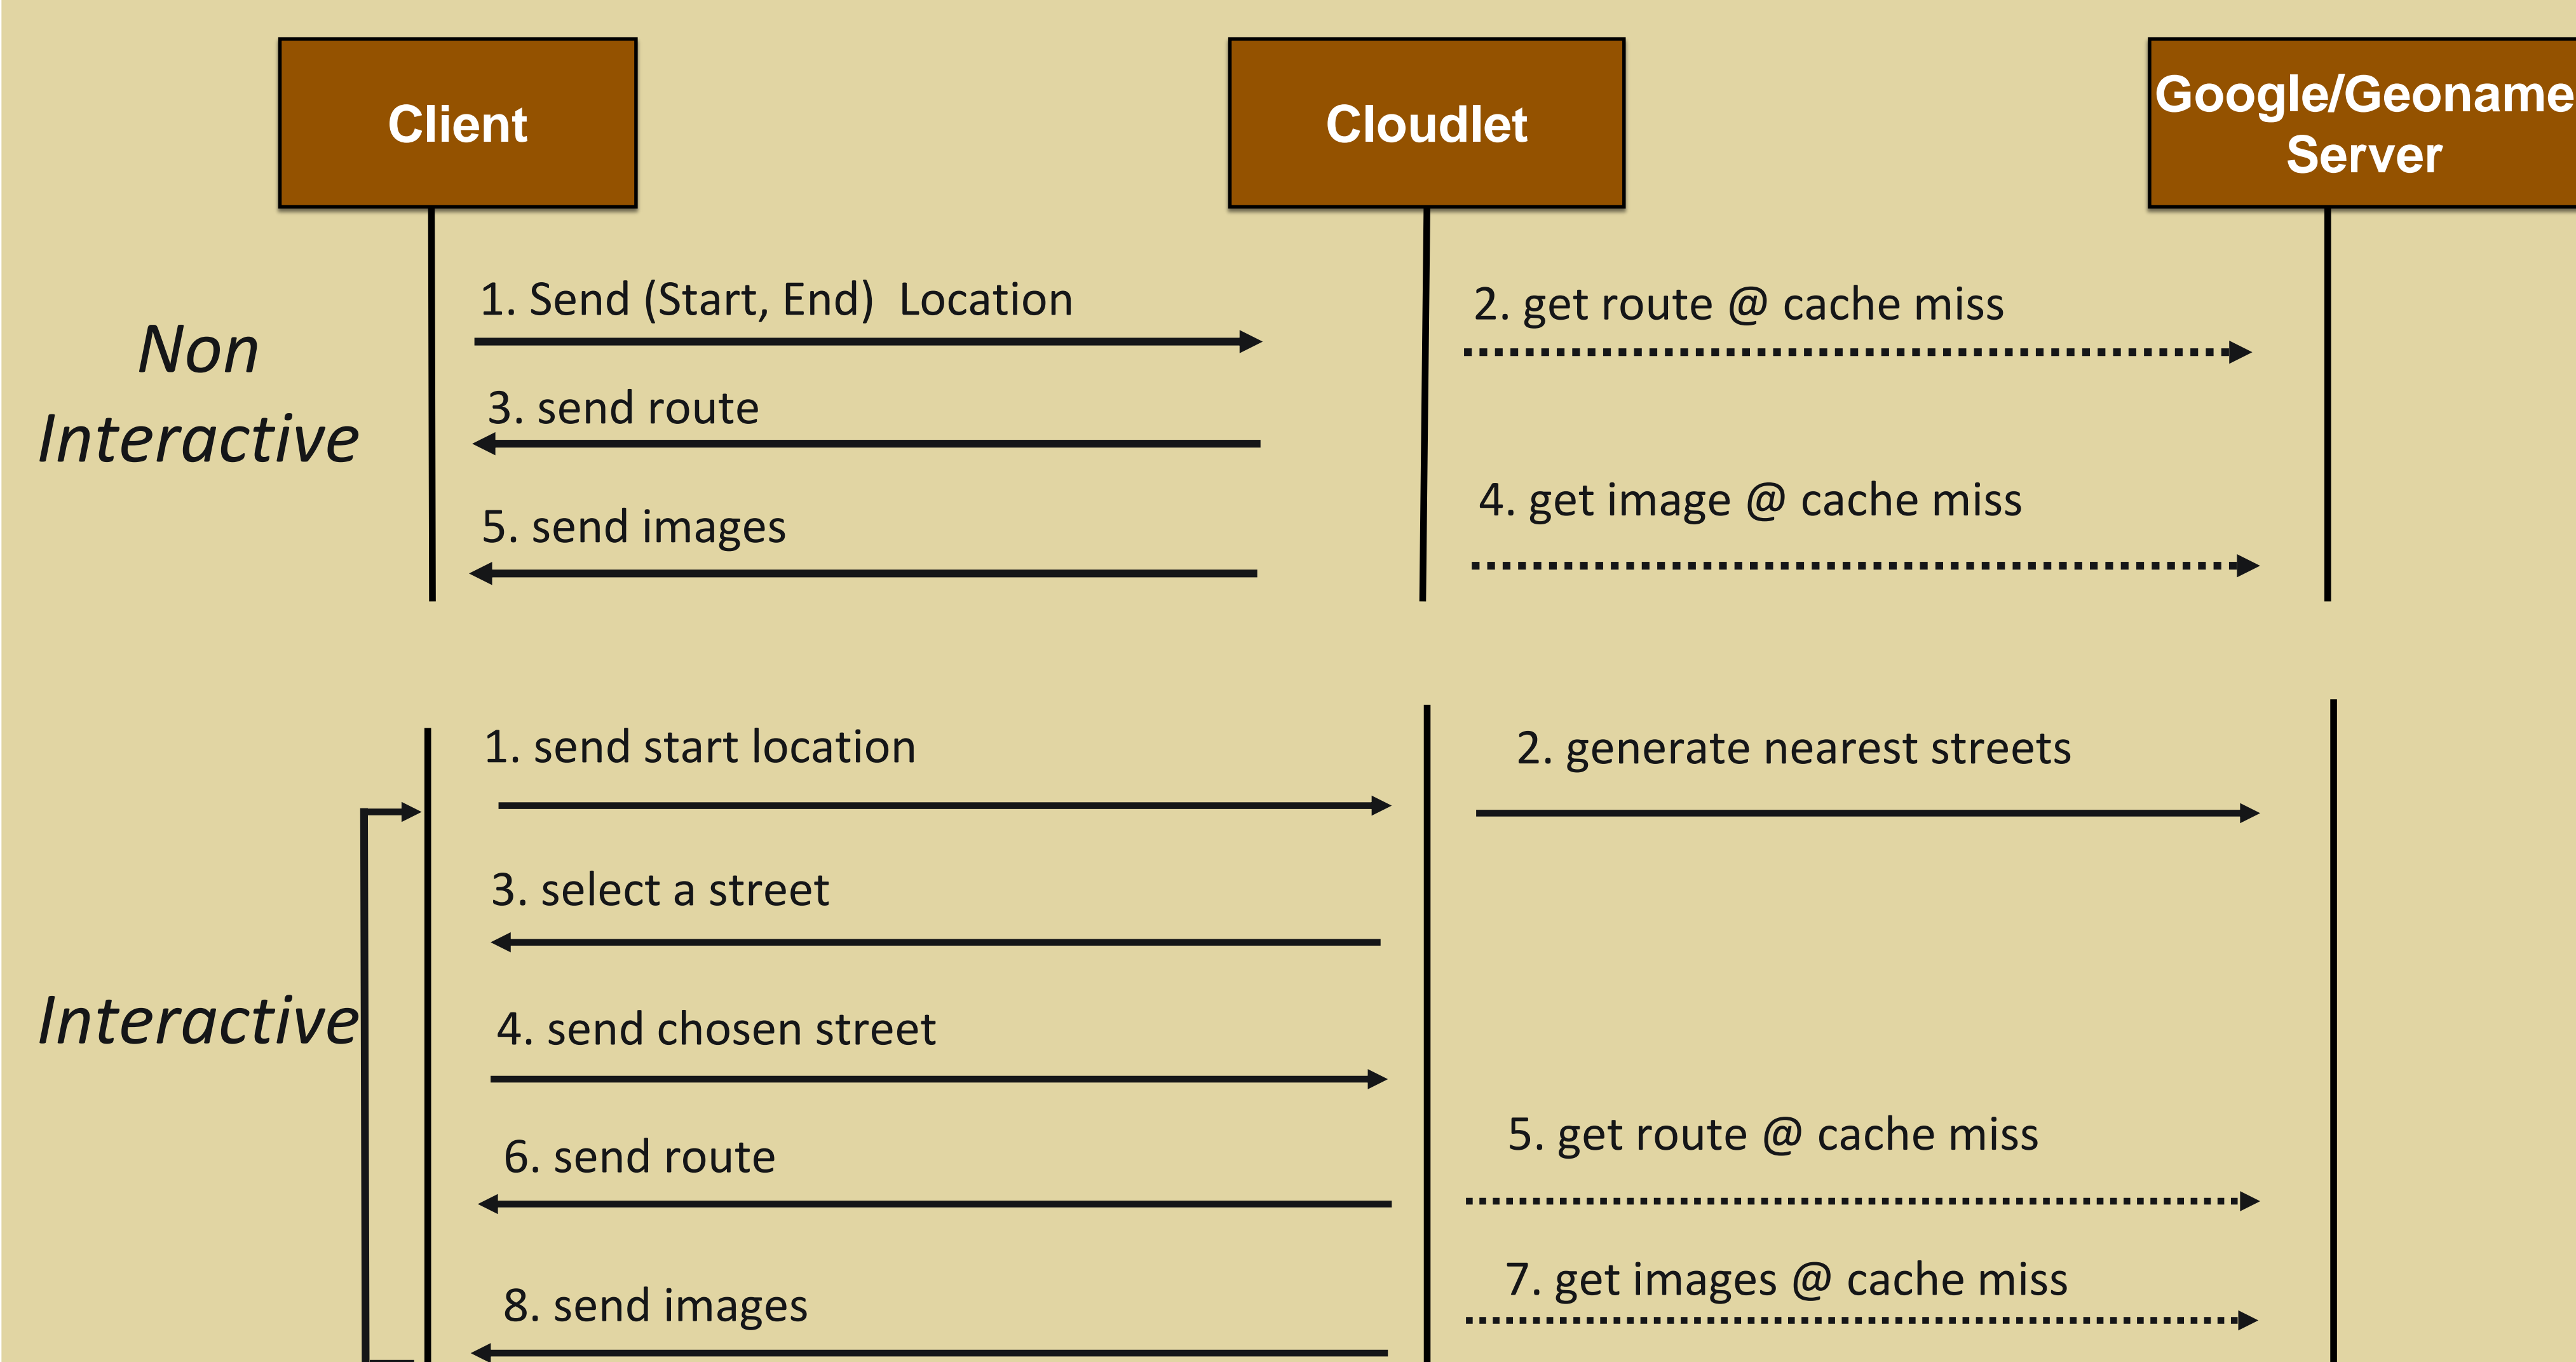 Client
Cloudlet
Google/Geoname
Server
Non
Interactive
1. Send (Start, End)  Location
2. get route @ cache miss
3. send route
4. get image @ cache miss
5. send images
Interactive
1. send start location
2. generate nearest streets
3. select a street
4. send chosen street
5. get route @ cache miss
6. send route
7. get images @ cache miss
8. send images